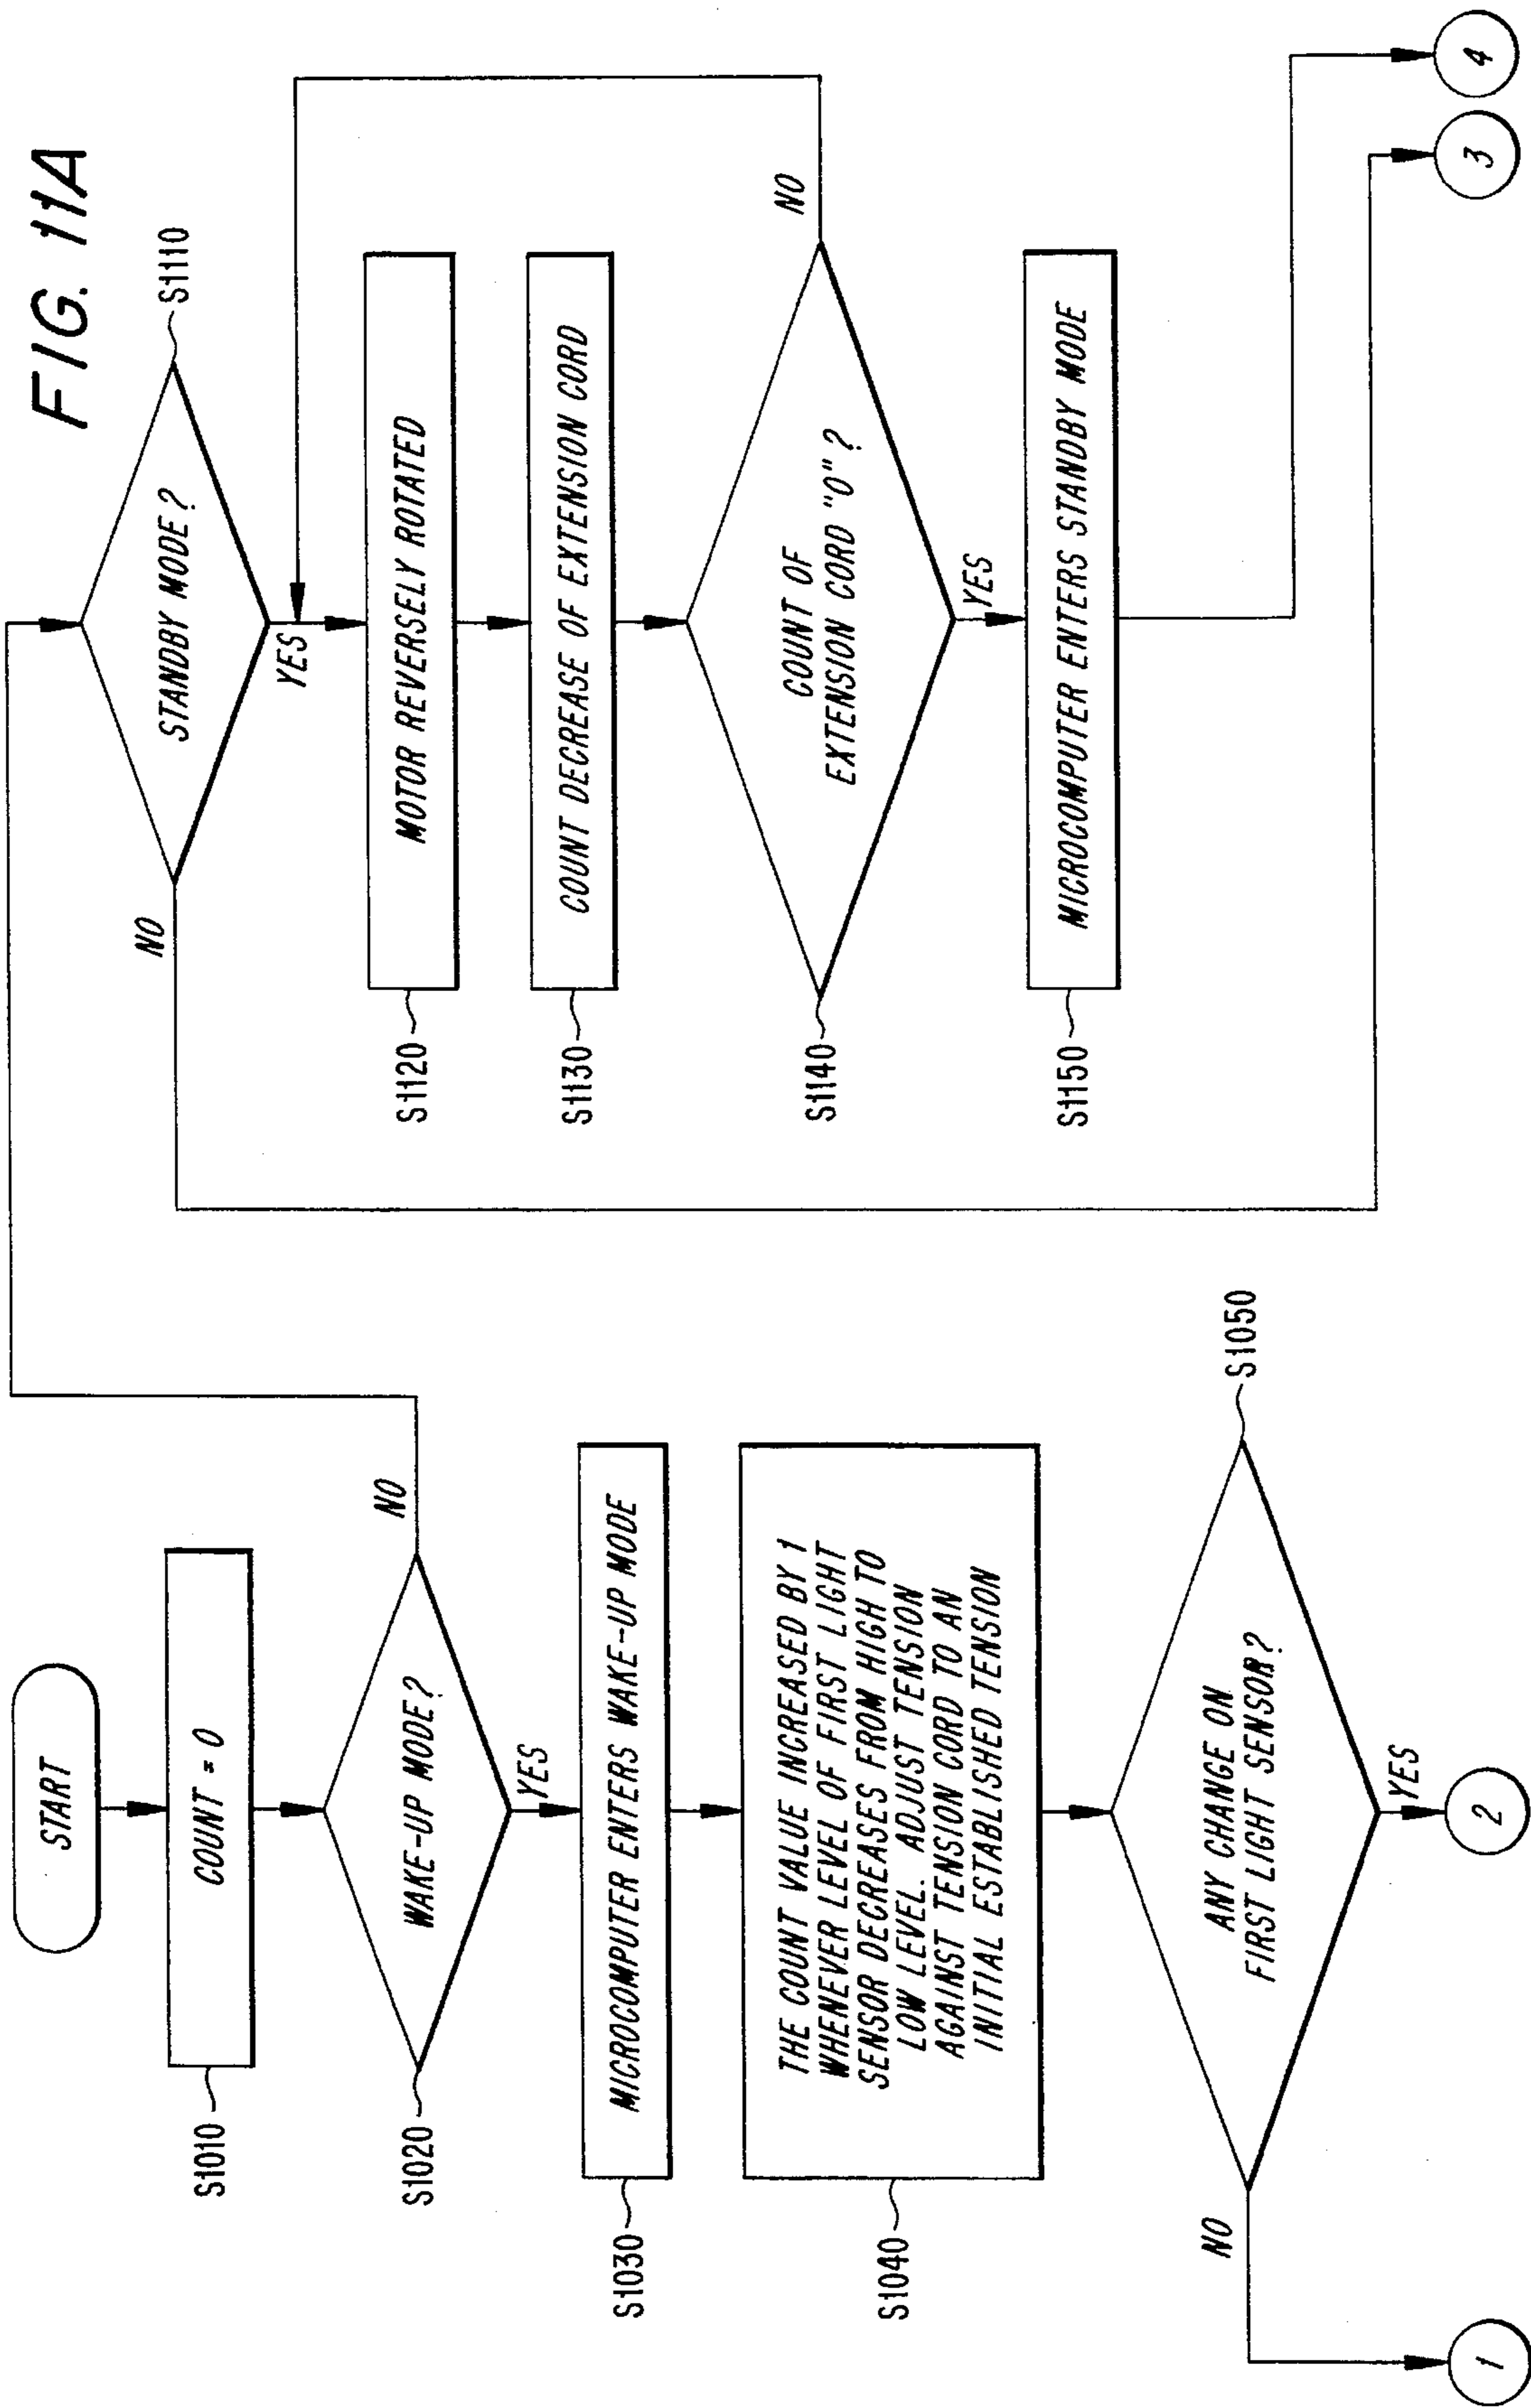 FIG. 11A
START
COUNT = 0
S1010
WAKE-UP MODE?
S1020
NO
YES
MICROCOMPUTER ENTERS WAKE-UP MODE
S1030
THE COUNT VALUE INCREASED BY 1
WHENEVER LEVEL OF FIRST LIGHT
SENSOR DECREASES FROM HIGH TO
LOW LEVEL. ADJUST TENSION
AGAINST TENSION CORD TO AN
INITIAL ESTABLISHED TENSION
S1040
ANY CHANGE ON
FIRST LIGHT SENSOR?
S1050
NO
YES
1
2
STANDBY MODE?
S1110
NO
YES
MOTOR REVERSELY ROTATED
S1120
COUNT DECREASE OF EXTENSION CORD
S1130
COUNT OF
EXTENSION CORD "0"?
S1140
NO
YES
MICROCOMPUTER ENTERS STANDBY MODE
S1150
3
4